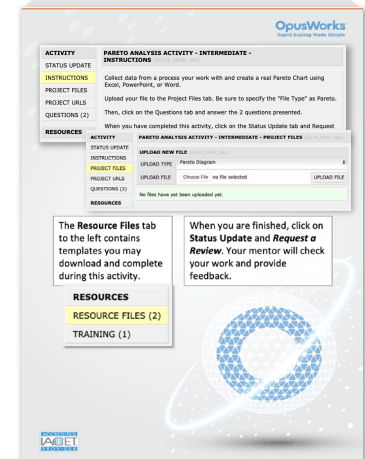 OpusWorks
Rapid Scaling Made Simple
ACTIVITY
STATUS UPDATE
INSTRUCTIONS
PROJECT FILES
PROJECT URLS
QUESTIONS (2)
RESOURCES
PARETO ANALYSIS ACTIVITY - INTERMEDIATE -
INSTRUCTIONS
Collect data from a process your work with and create a real Pareto Chart using
Excel, PowerPoint, or Word.
Upload your file to the Project Files tab. Be sure to specify the "File Type" as Pareto.
Then, click on the Questions tab and answer the 2 questions presented.
When you have completed this activity, click on the Status Update tab and Request
ACTIVITY
STATUS UPDATE
INSTRUCTIONS
PROJECT FILES
PROJECT URLS
QUESTIONS (2)
RESOURCES
PARETO ANALYSIS ACTIVITY - INTERMEDIATE - PROJECT FILES
UPLOAD NEW FILE
UPLOAD TYPE Pareto Diagram
UPLOAD FILE Choose File no file selected UPLOAD FILE
No files have yet been uploaded yet.
The Resource Files tab
to the left contains
templates you may
download and complete
during this activity.
When you are finished, click on
Status Update and Request a
Review. Your mentor will check
your work and provide
feedback.
RESOURCES
RESOURCE FILES (2)
TRAINING (1)
ACCREDITED
IACET
PROVIDER